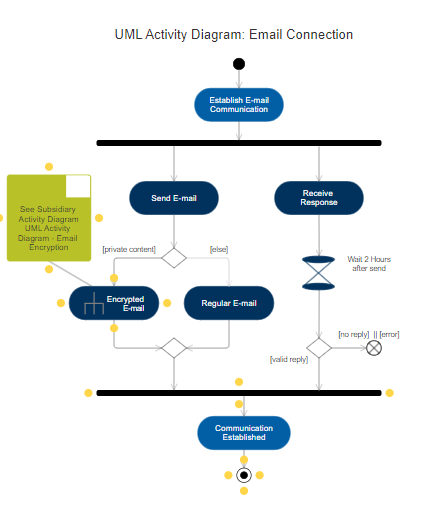 UML Activity Diagram: Email Connection
Establish E-mail
Communication
Send E-mail
Receive
Response
See Subsidiary
Activity Diagram
UML Activity
Diagram - Email
Encryption
[private content]
[else]
Wait 2 Hours
after send
Encrypted
E-mail
Regular E-mail
[no reply] || [error]
[valid reply]
Communication
Established